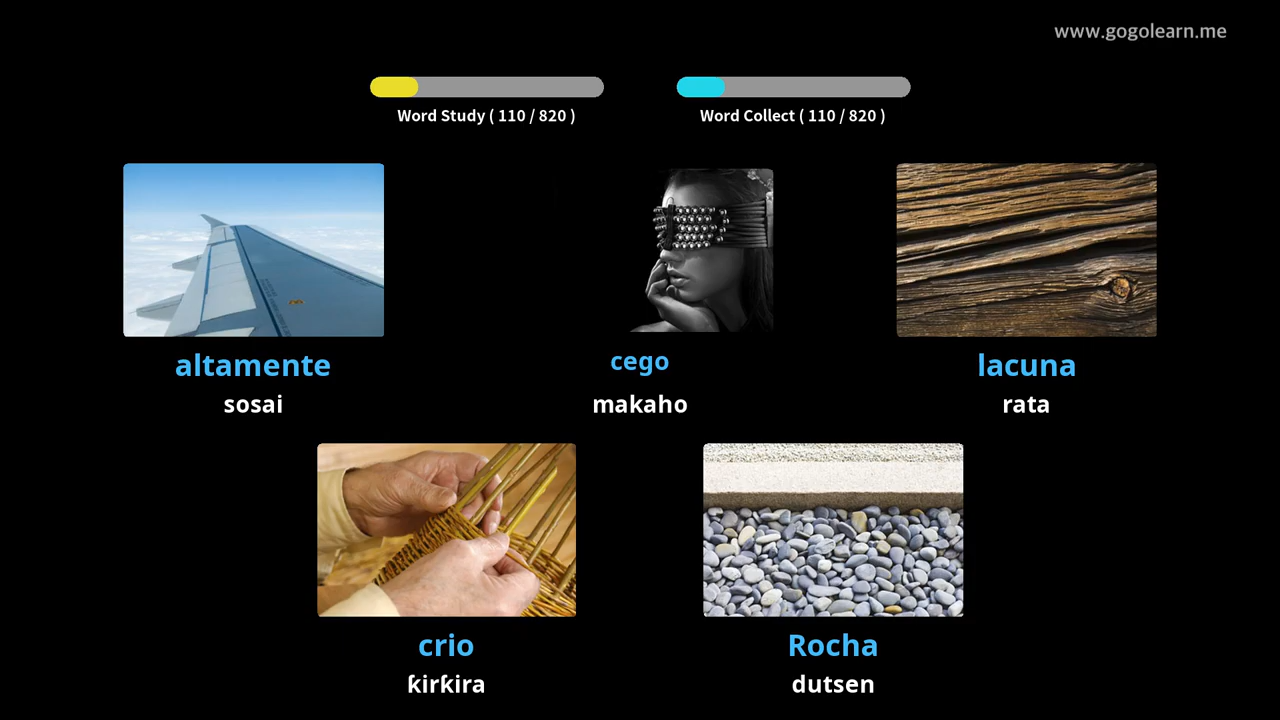 www.gogolearn.me
Word Study ( 110 / 820 )
Word Collect ( 110 / 820 )
altamente
sosai
cego
makaho
lacuna
rata
crio
ƙirƙira
Rocha
dutsen